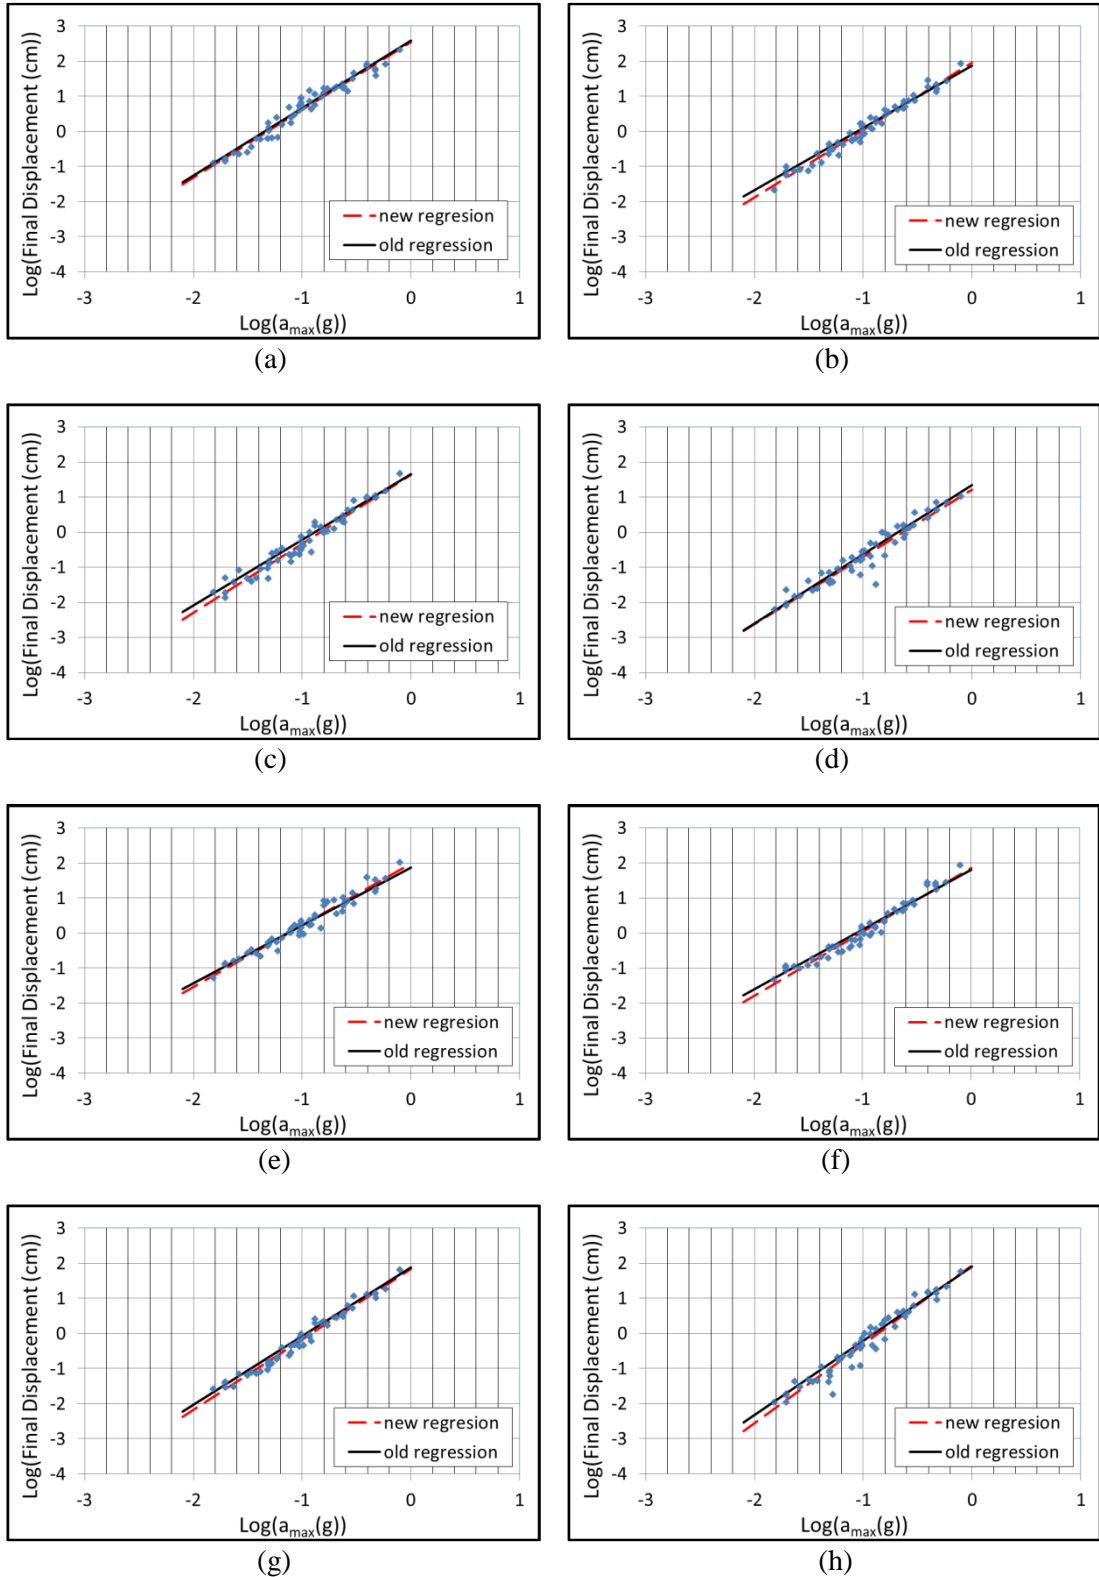 3
2
1
0
-1
-2
-3
-4
-3
-2
-1
0
1
Log(Final Displacement (cm))
Log(amax(g))
new regresion
old regression
(a)
3
2
1
0
-1
-2
-3
-4
-3
-2
-1
0
1
Log(Final Displacement (cm))
Log(amax(g))
new regresion
old regression
(b)
3
2
1
0
-1
-2
-3
-4
-3
-2
-1
0
1
Log(Final Displacement (cm))
Log(amax(g))
new regresion
old regression
(c)
3
2
1
0
-1
-2
-3
-4
-3
-2
-1
0
1
Log(Final Displacement (cm))
Log(amax(g))
new regresion
old regression
(d)
3
2
1
0
-1
-2
-3
-4
-3
-2
-1
0
1
Log(Final Displacement (cm))
Log(amax(g))
new regresion
old regression
(e)
3
2
1
0
-1
-2
-3
-4
-3
-2
-1
0
1
Log(Final Displacement (cm))
Log(amax(g))
new regresion
old regression
(f)
3
2
1
0
-1
-2
-3
-4
-3
-2
-1
0
1
Log(Final Displacement (cm))
Log(amax(g))
new regresion
old regression
(g)
3
2
1
0
-1
-2
-3
-4
-3
-2
-1
0
1
Log(Final Displacement (cm))
Log(amax(g))
new regresion
old regression
(h)